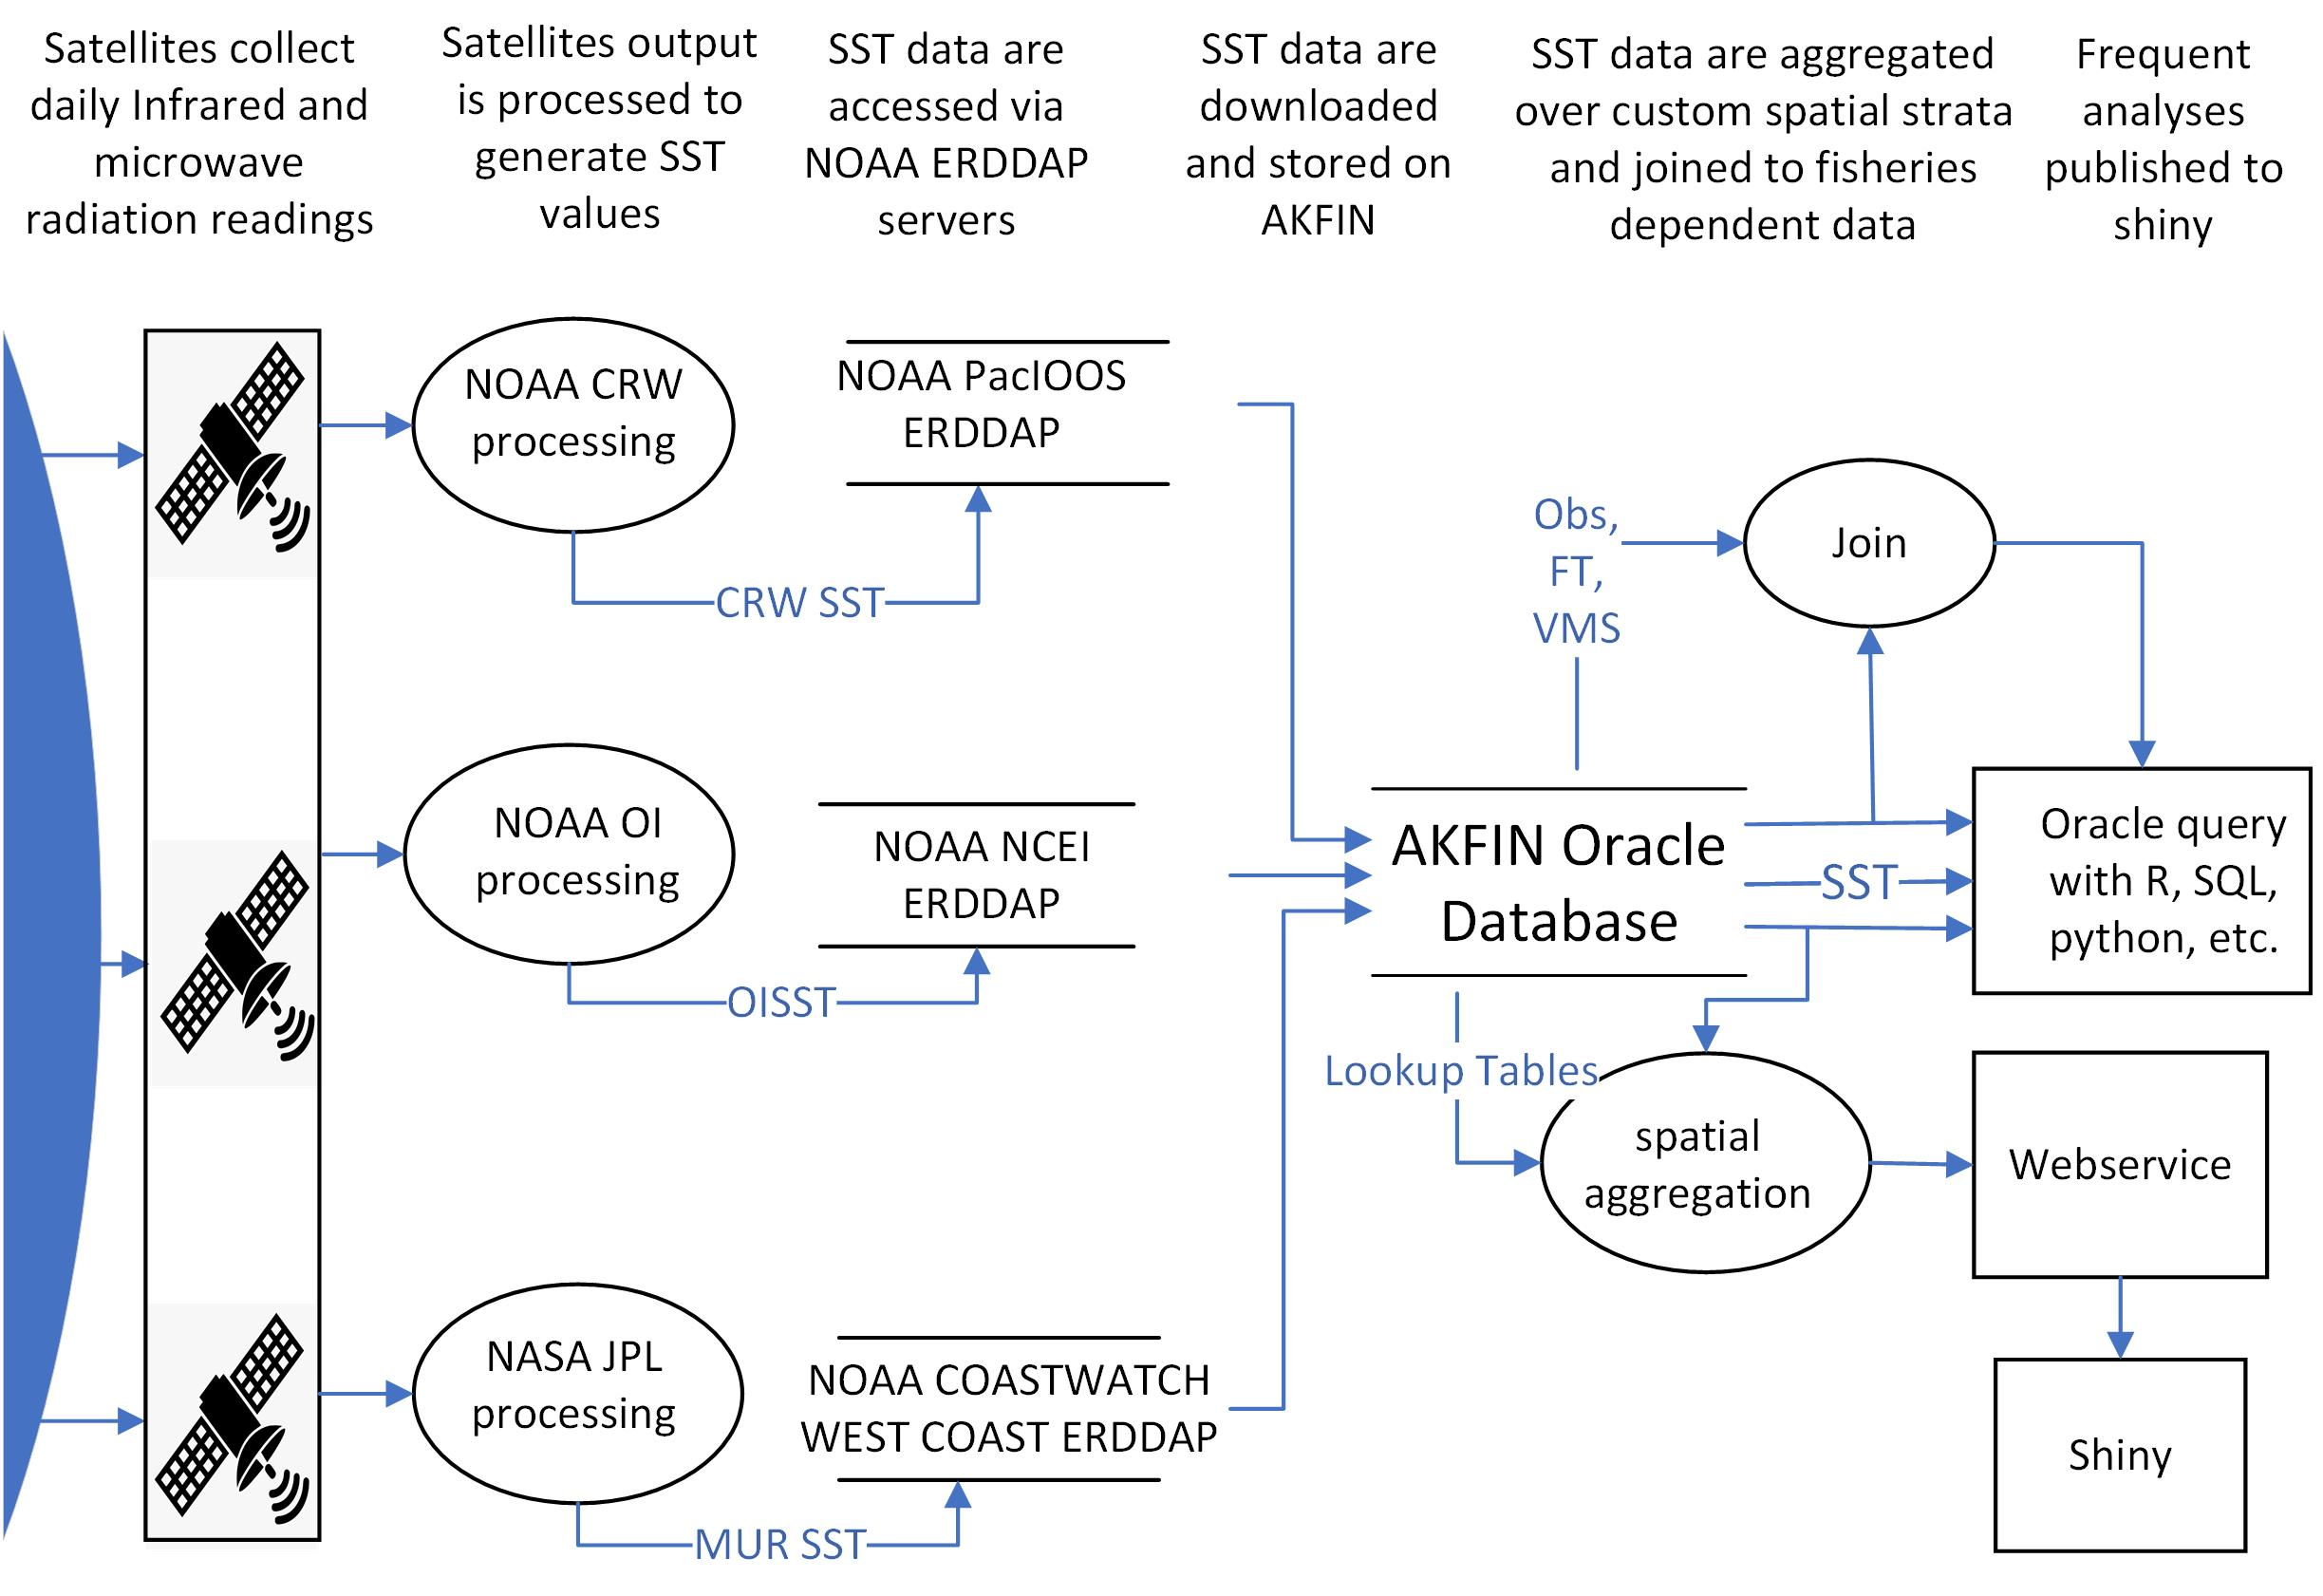 Satellites collect
daily Infrared and
microwave
radiation readings
Satellites output
is processed to
generate SST
values
SST data are
accessed via
NOAA ERDDAP
servers
SST data are
downloaded
and stored on
AKFIN
SST data are aggregated
over custom spatial strata
and joined to fisheries
dependent data
Frequent
analyses
published to
shiny
NOAA CRW
processing
NOAA PacIOOS
ERDDAP
CRW SST
Obs,
FT,
VMS
Join
NOAA OI
processing
NOAA NCEI
ERDDAP
OISST
AKFIN Oracle
Database
SST
Oracle query
with R, SQL,
python, etc.
Lookup Tables
spatial
aggregation
Webservice
NASA JPL
processing
NOAA COASTWATCH
WEST COAST ERDDAP
MUR SST
Shiny